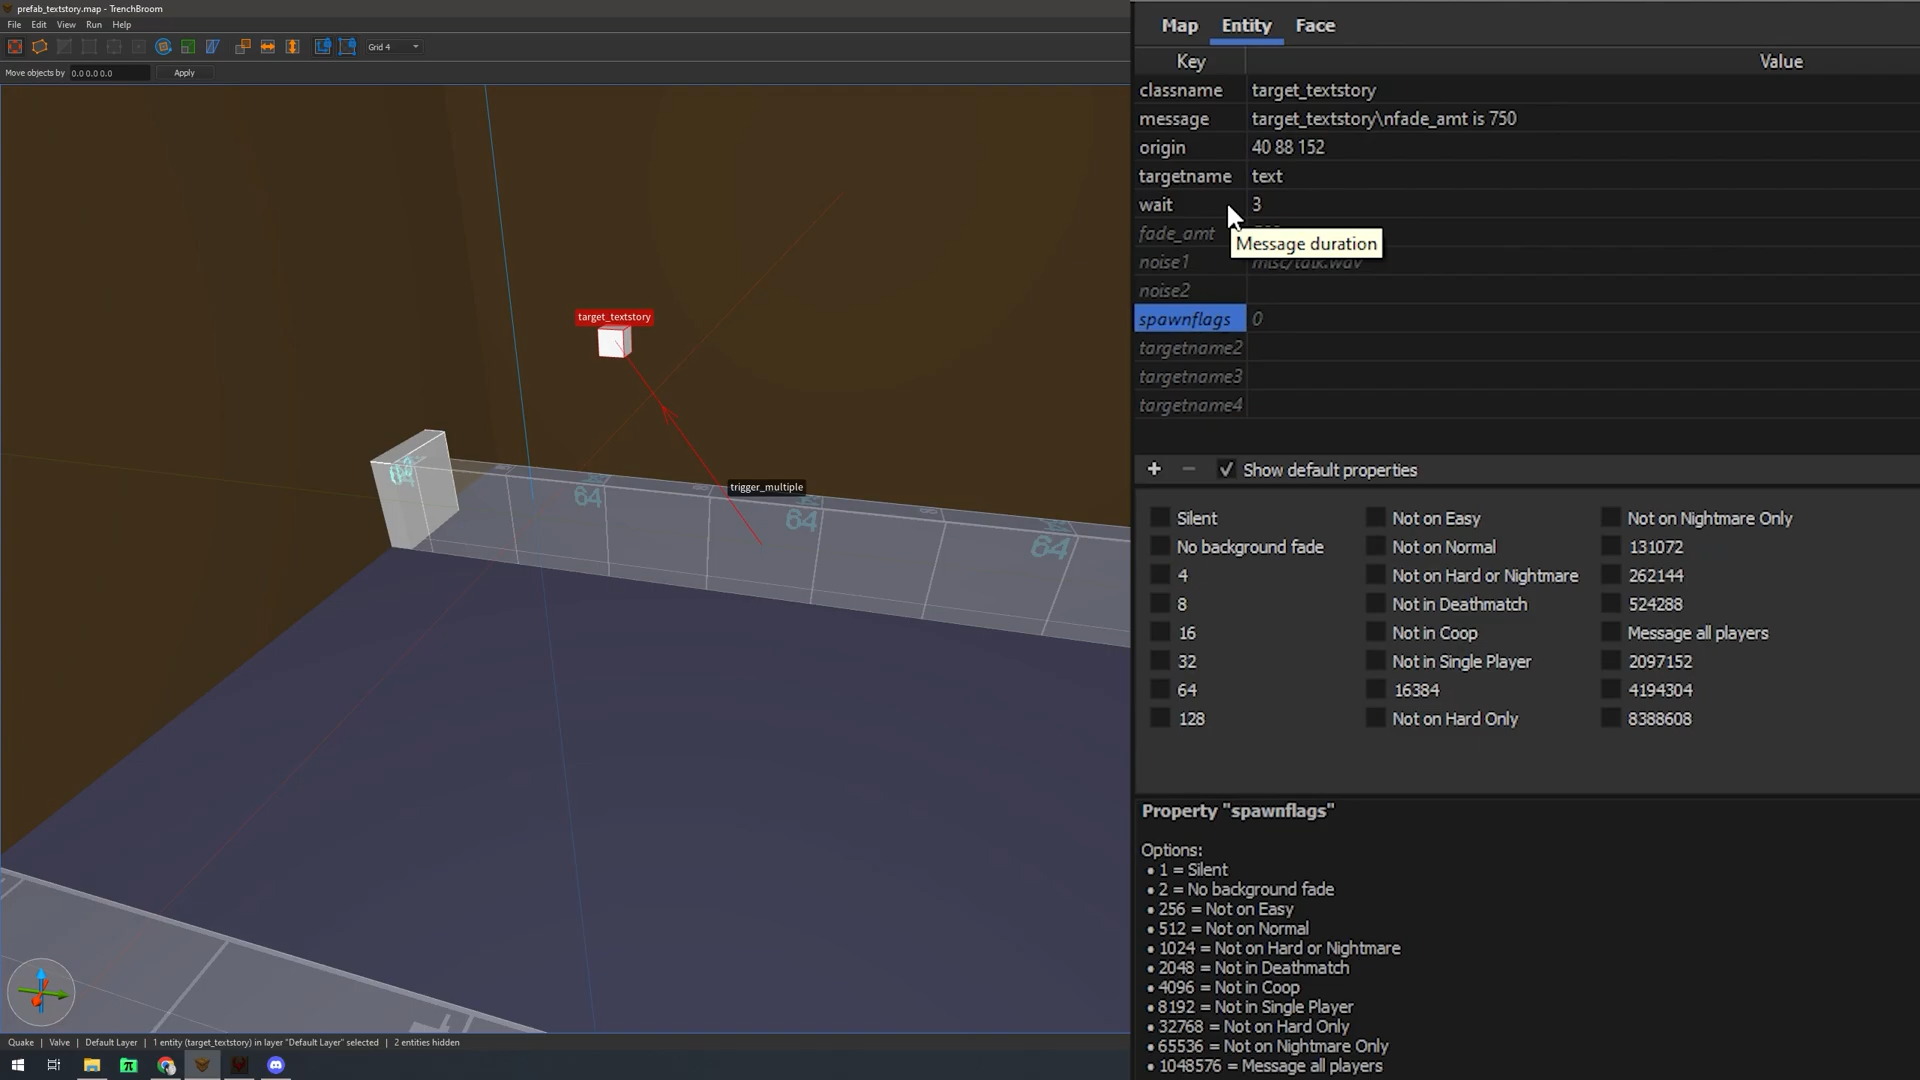 prefab_textstory.map - TrenchBroom
File Edit View Run Help
Grid 4
Move objects by 0.0 0.0 0.0 Apply
target_textstory
trigger_multiple
64
64
64
Map Entity Face
Key Value
classname target_textstory
message target_textstory\nfade_amt is 750
origin 40 88 152
targetname text
wait 3
fade_amt
Message duration
noise1 misc/talk.wav
noise2
spawnflags 0
targetname2
targetname3
targetname4
Show default properties
Silent Not on Easy Not on Nightmare Only
No background fade Not on Normal 131072
4 Not on Hard or Nightmare 262144
8 Not in Deathmatch 524288
16 Not in Coop Message all players
32 Not in Single Player 2097152
64 16384 4194304
128 Not on Hard Only 8388608
Property "spawnflags"
Options:
• 1 = Silent
• 2 = No background fade
• 256 = Not on Easy
• 512 = Not on Normal
• 1024 = Not on Hard or Nightmare
• 2048 = Not in Deathmatch
• 4096 = Not in Coop
• 8192 = Not in Single Player
• 32768 = Not on Hard Only
• 65536 = Not on Nightmare Only
• 1048576 = Message all players
Quake | Valve | Default Layer | 1 entity (target_textstory) in layer "Default Layer" selected | 2 entities hidden